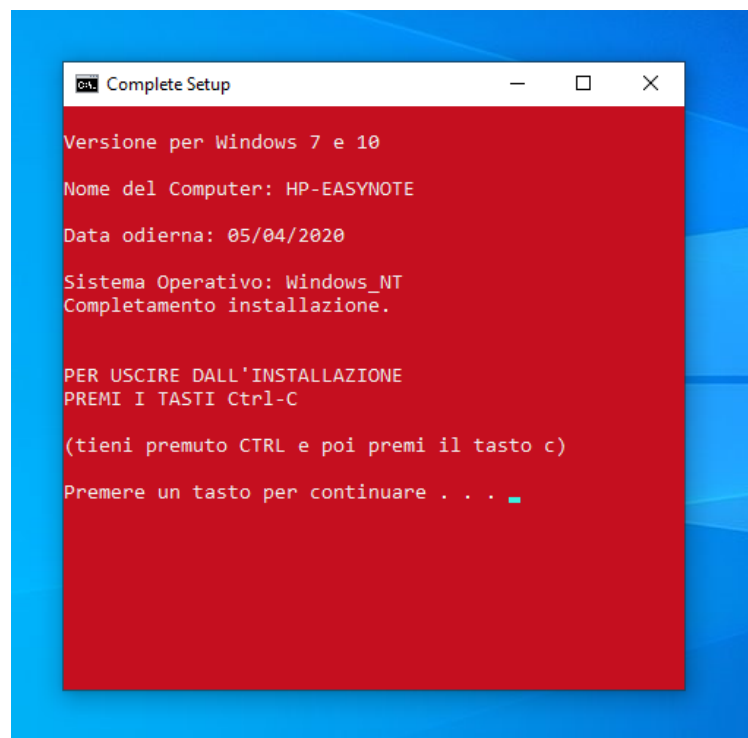 Complete Setup
Versione per Windows 7 e 10
Nome del Computer: HP-EASYNOTE
Data odierna: 05/04/2020
Sistema Operativo: Windows_NT
Completamento installazione.
PER USCIRE DALL'INSTALLAZIONE
PREMI I TASTI Ctrl-C
(tieni premuto CTRL e poi premi il tasto c)
Premere un tasto per continuare . . .